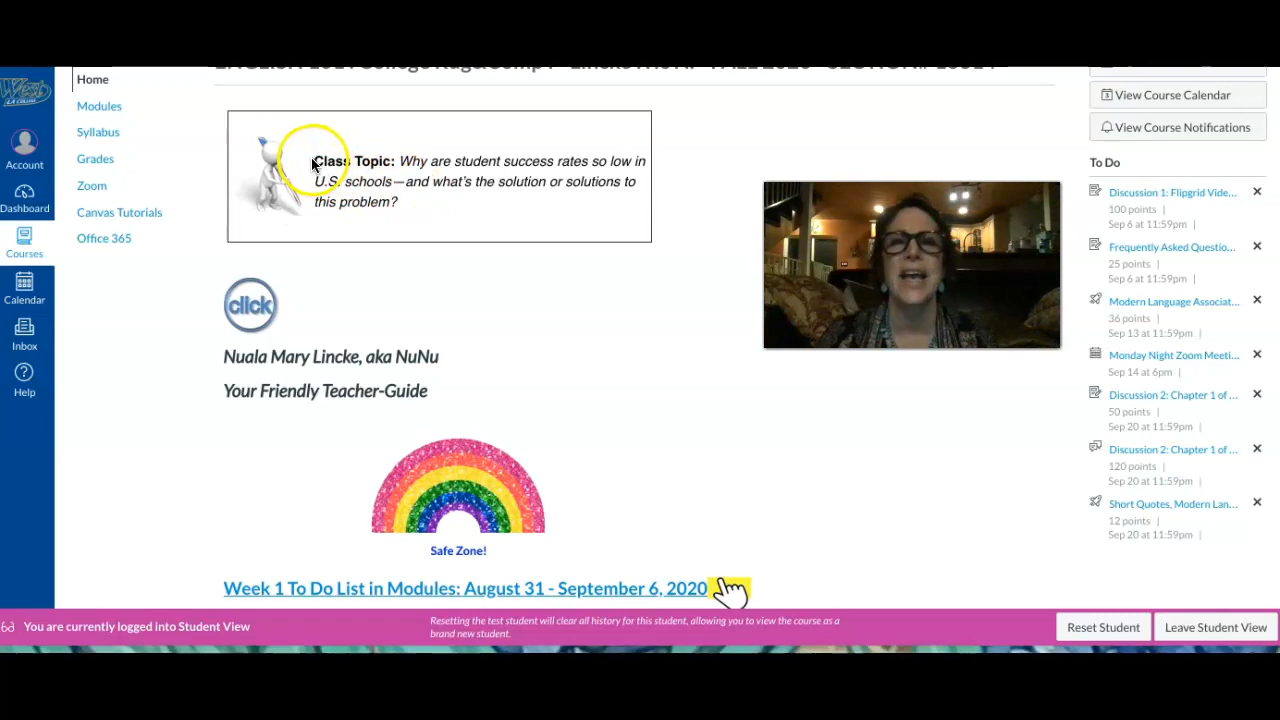 West
LA COLLEGE
Account
Dashboard
Courses
Calendar
Inbox
Help
Home
Modules
Syllabus
Grades
Zoom
Canvas Tutorials
Office 365
Class Topic: Why are student success rates so low in
U.S. schools—and what's the solution or solutions to
this problem?
click
Nuala Mary Lincke, aka NuNu
Your Friendly Teacher-Guide
Safe Zone!
Week 1 To Do List in Modules: August 31 - September 6, 2020
View Course Calendar
View Course Notifications
To Do
Discussion 1: Flipgrid Vide...
100 points |
Sep 6 at 11:59pm |
Frequently Asked Questio...
25 points |
Sep 6 at 11:59pm |
Modern Language Associat...
36 points |
Sep 13 at 11:59pm |
Monday Night Zoom Meeti...
Sep 14 at 6pm |
Discussion 2: Chapter 1 of ...
50 points |
Sep 20 at 11:59pm |
Discussion 2: Chapter 1 of ...
120 points |
Sep 20 at 11:59pm |
Short Quotes, Modern Lan...
12 points |
Sep 20 at 11:59pm |
You are currently logged into Student View
Resetting the test student will clear all history for this student, allowing you to view the course as a
brand new student.
Reset Student
Leave Student View